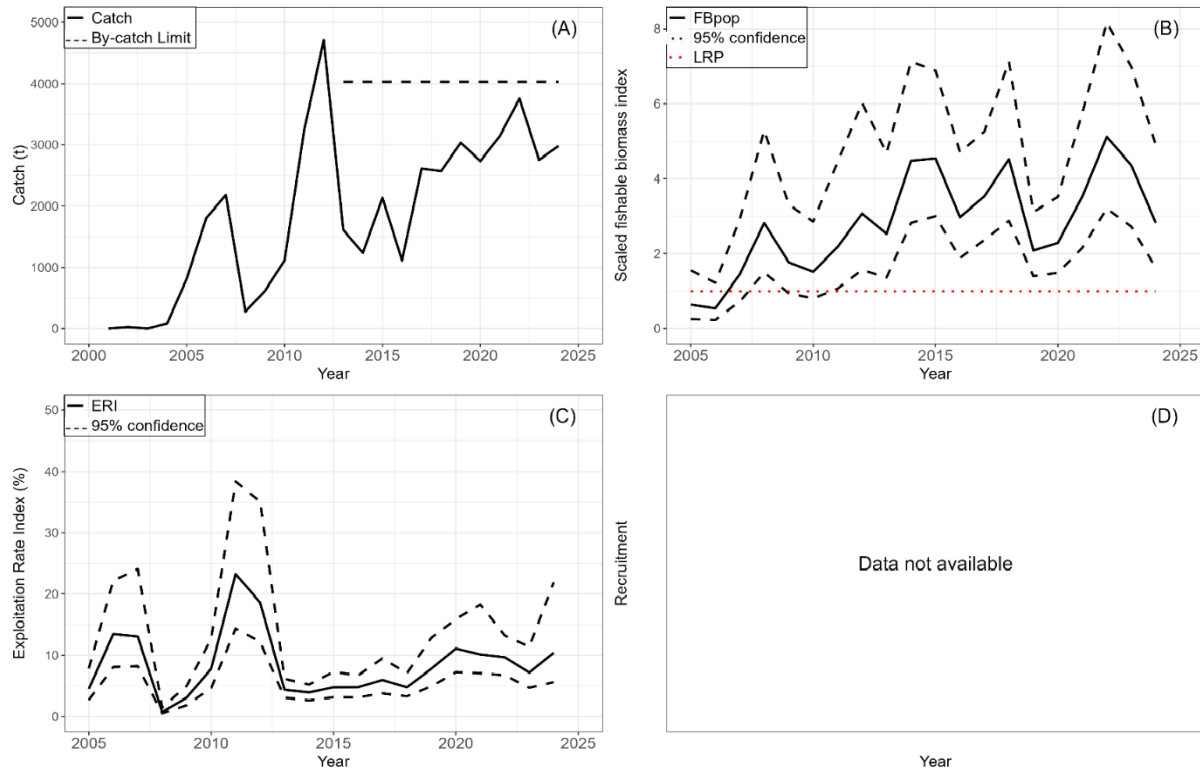 Catch
By-catch Limit
(A)
5000
4000
3000
2000
1000
0
Catch (t)
2000
2005
2010
2015
2020
2025
Year
FBpop
95% confidence
LRP
(B)
8
6
4
2
0
Scaled fishable biomass index
2005
2010
2015
2020
2025
Year
ERI
95% confidence
(C)
50
40
30
20
10
0
Exploitation Rate Index (%)
2005
2010
2015
2020
2025
Year
(D)
Recruitment
Data not available
Year